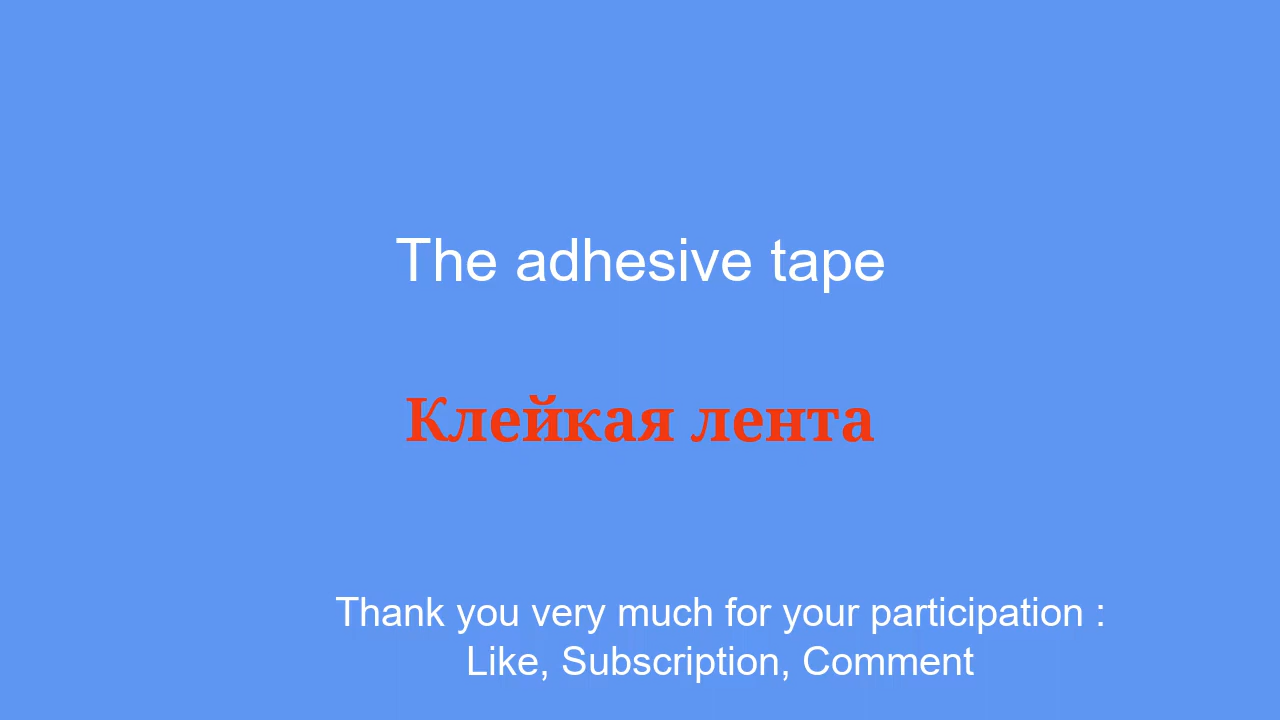 The adhesive tape
Клейкая лента
Thank you very much for your participation :
Like, Subscription, Comment